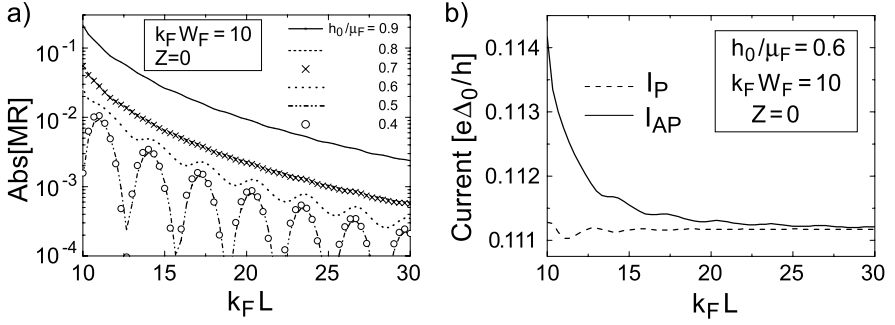 a)
Abs[MR]
10⁻¹
10⁻²
10⁻³
10⁻⁴
k_F W_F = 10
Z=0
h₀/μ_F = 0.9
0.8
0.7
0.6
0.5
0.4
10 15 20 25 30
k_F L
b)
Current [eΔ₀/h]
0.114
0.113
0.112
0.111
I_P
I_AP
h₀/μ_F = 0.6
k_F W_F = 10
Z=0
10 15 20 25 30
k_F L